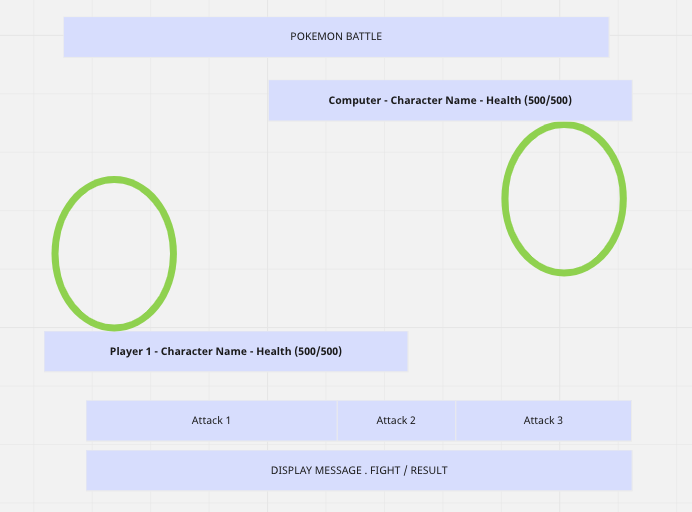 POKEMON BATTLE
Computer - Character Name - Health (500/500)
Player 1 - Character Name - Health (500/500)
Attack 1
Attack 2
Attack 3
DISPLAY MESSAGE . FIGHT / RESULT